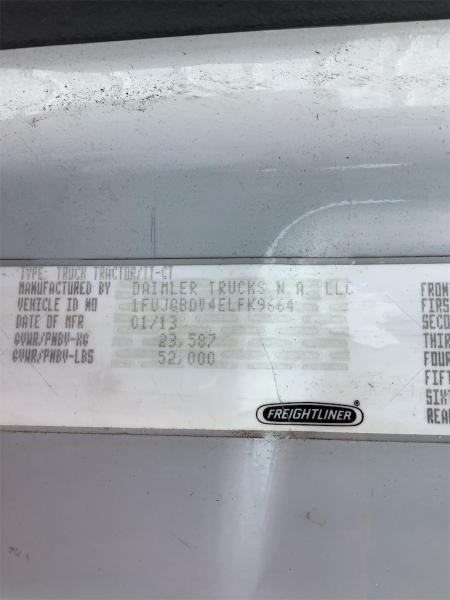 TYPE: TRUCK TRACTOR/TT-CT
MANUFACTURED BY DAIMLER TRUCKS N.A. LLC
VEHICLE ID NO 1FUJGBDV4ELFK9664
DATE OF MFR 01/13
GVWR/PNBV-KG 23,587
GVWR/PNBV-LBS 52,000
FREIGHTLINER®
FRON
FIRS
SECO
THIR
FOUR
FIFT
SIXT
REAR